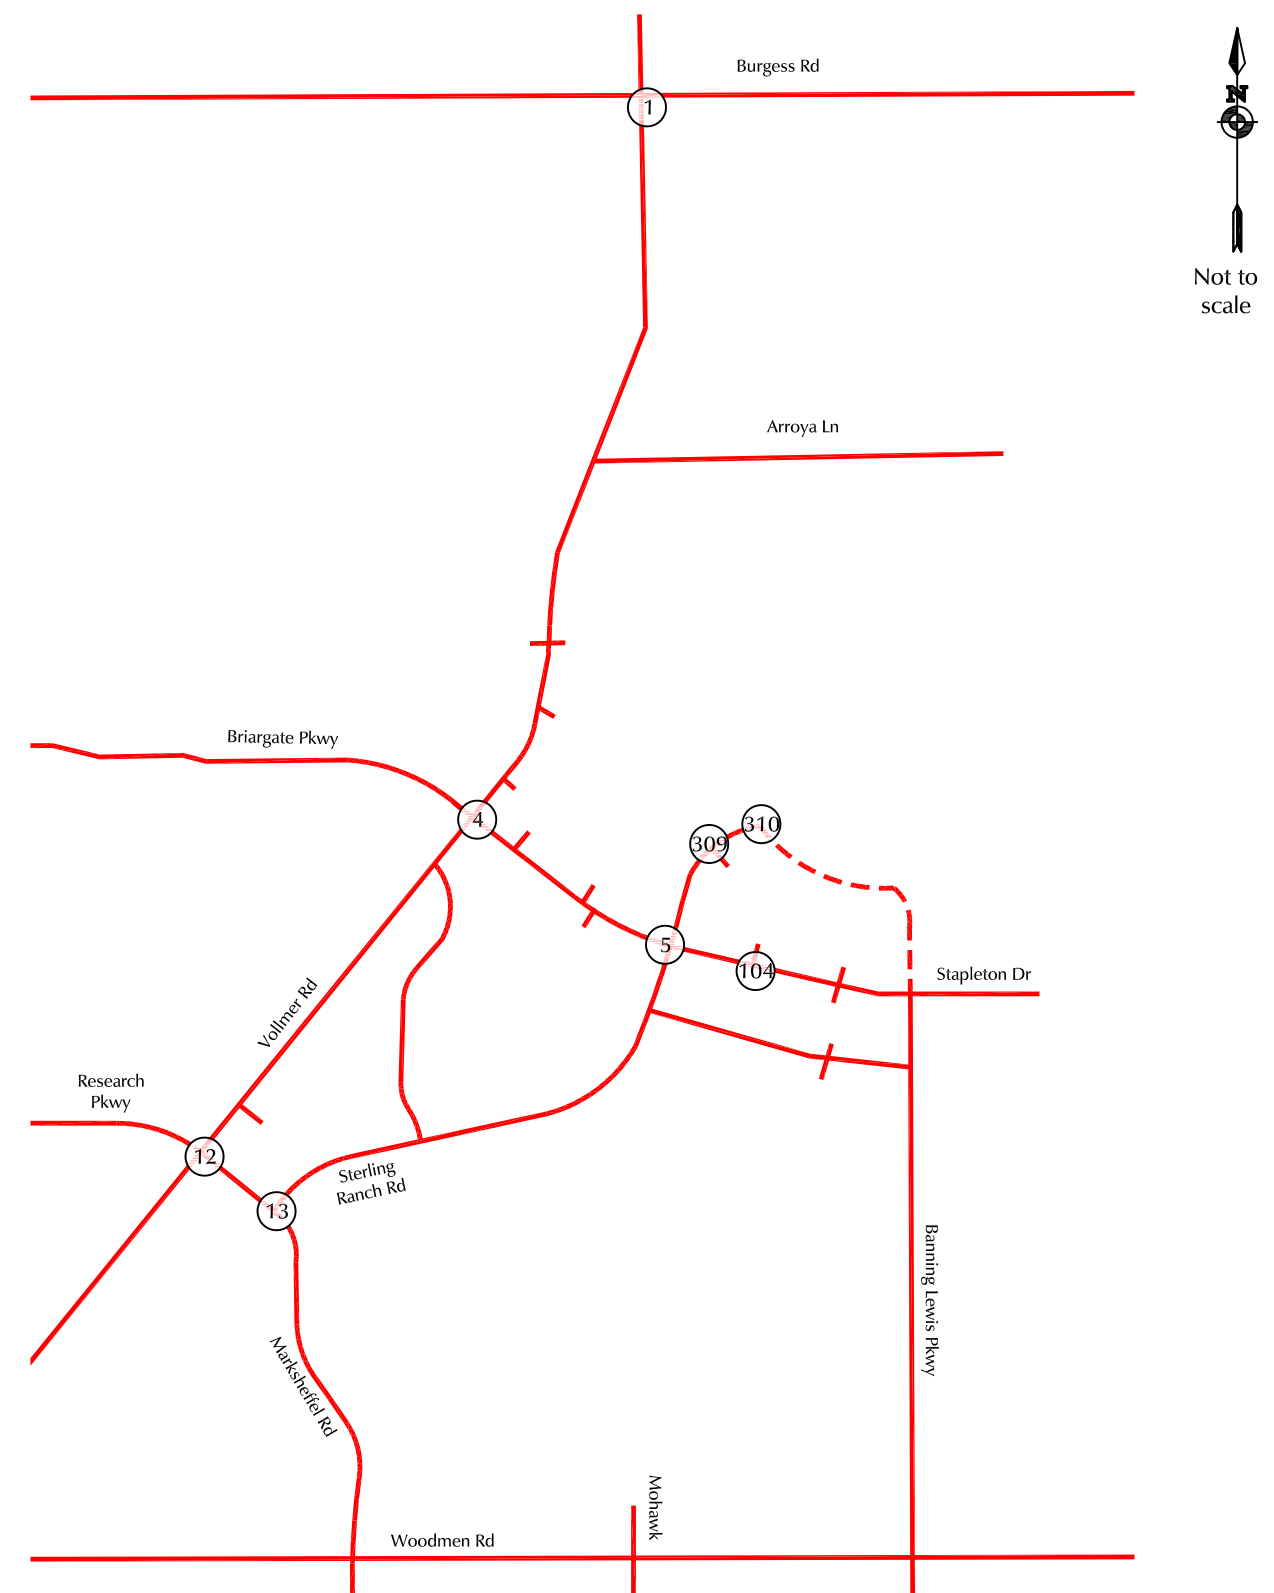 Burgess Rd
1
N
Not to
scale
Arroya Ln
Briargate Pkwy
4
309
310
5
104
Stapleton Dr
Vollmer Rd
Research
Pkwy
12
13
Sterling
Ranch Rd
Banning Lewis Pkwy
Marksheffel Rd
Mohawk
Woodmen Rd